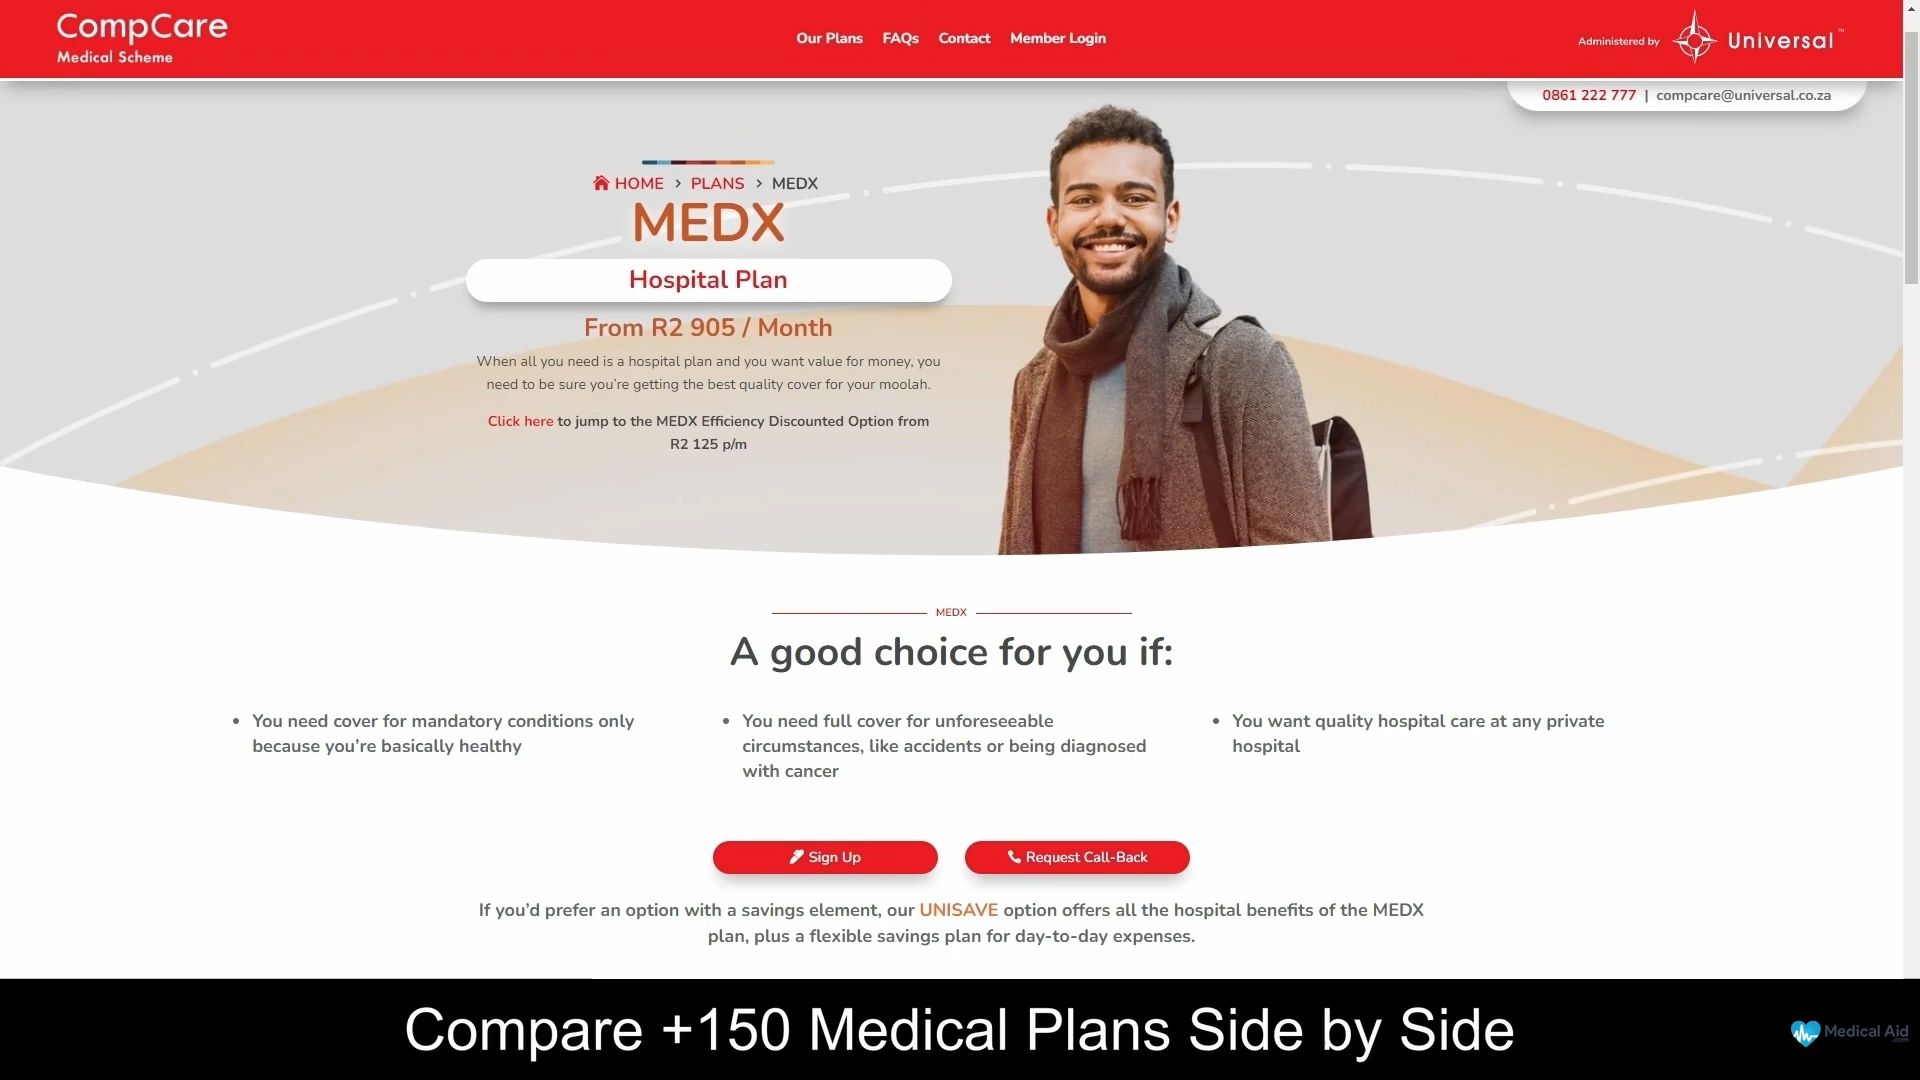 CompCare
Medical Scheme
Our Plans FAQs Contact Member Login
Administered by Universal™
0861 222 777 | compcare@universal.co.za
HOME > PLANS > MEDX
MEDX
Hospital Plan
From R2 905 / Month
When all you need is a hospital plan and you want value for money, you
need to be sure you’re getting the best quality cover for your moolah.
Click here to jump to the MEDX Efficiency Discounted Option from
R2 125 p/m
MEDX
A good choice for you if:
• You need cover for mandatory conditions only
because you’re basically healthy
• You need full cover for unforeseeable
circumstances, like accidents or being diagnosed
with cancer
• You want quality hospital care at any private
hospital
Sign Up
Request Call-Back
If you’d prefer an option with a savings element, our UNISAVE option offers all the hospital benefits of the MEDX
plan, plus a flexible savings plan for day-to-day expenses.
Compare +150 Medical Plans Side by Side
Medical Aid
.com